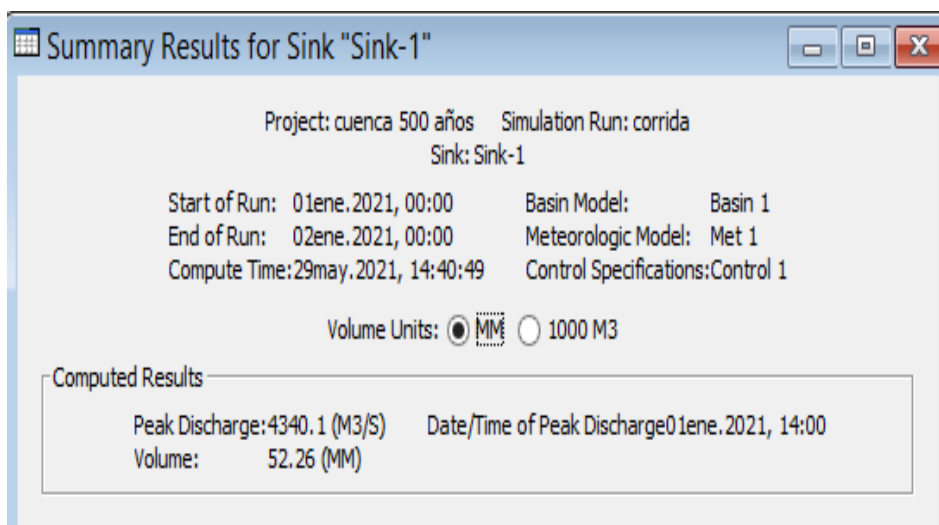 Summary Results for Sink "Sink-1"
Project: cuenca 500 años Simulation Run: corrida
Sink: Sink-1
Start of Run: 01ene.2021, 00:00 Basin Model: Basin 1
End of Run: 02ene.2021, 00:00 Meteorologic Model: Met 1
Compute Time:29may.2021, 14:40:49 Control Specifications:Control 1
Volume Units: MM 1000 M3
Computed Results
Peak Discharge:4340.1 (M3/S) Date/Time of Peak Discharge01ene.2021, 14:00
Volume: 52.26 (MM)